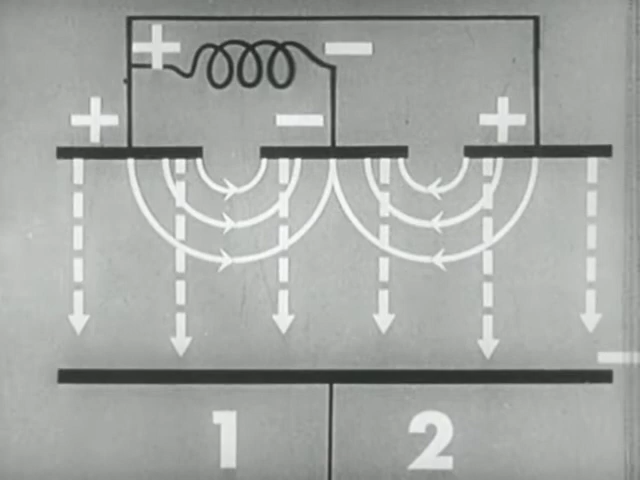 + −
+ − +
−
1 2